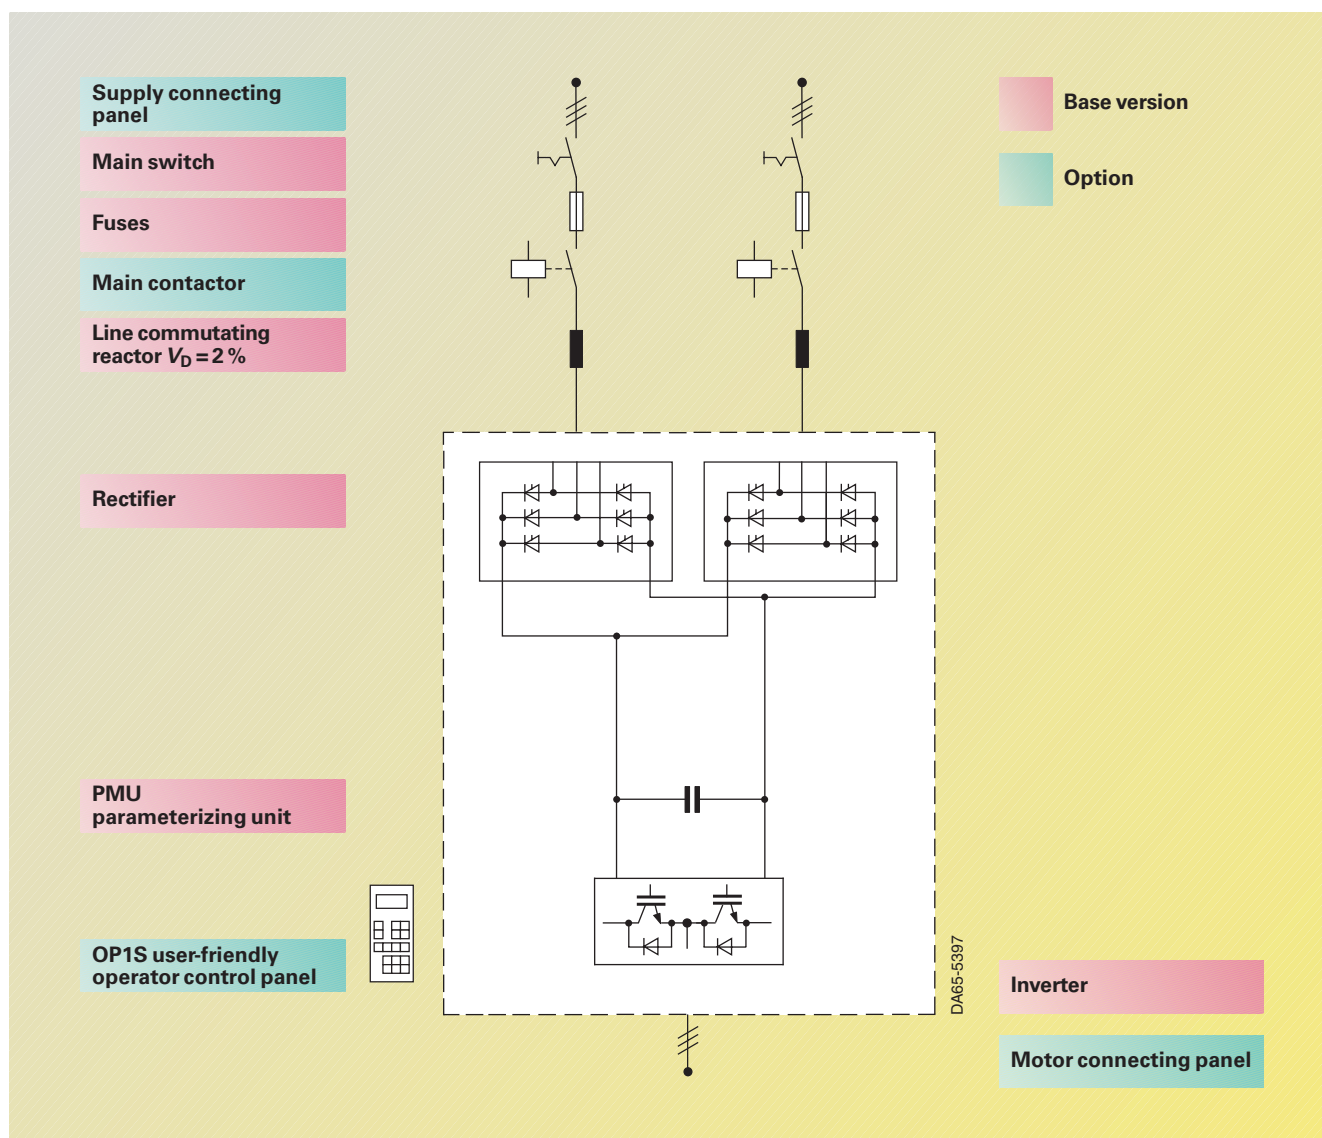 Supply connecting
panel
Main switch
Fuses
Main contactor
Line commutating
reactor V_D = 2 %
Rectifier
PMU
parameterizing unit
OP1S user-friendly
operator control panel
Base version
Option
DA65-5397
Inverter
Motor connecting panel